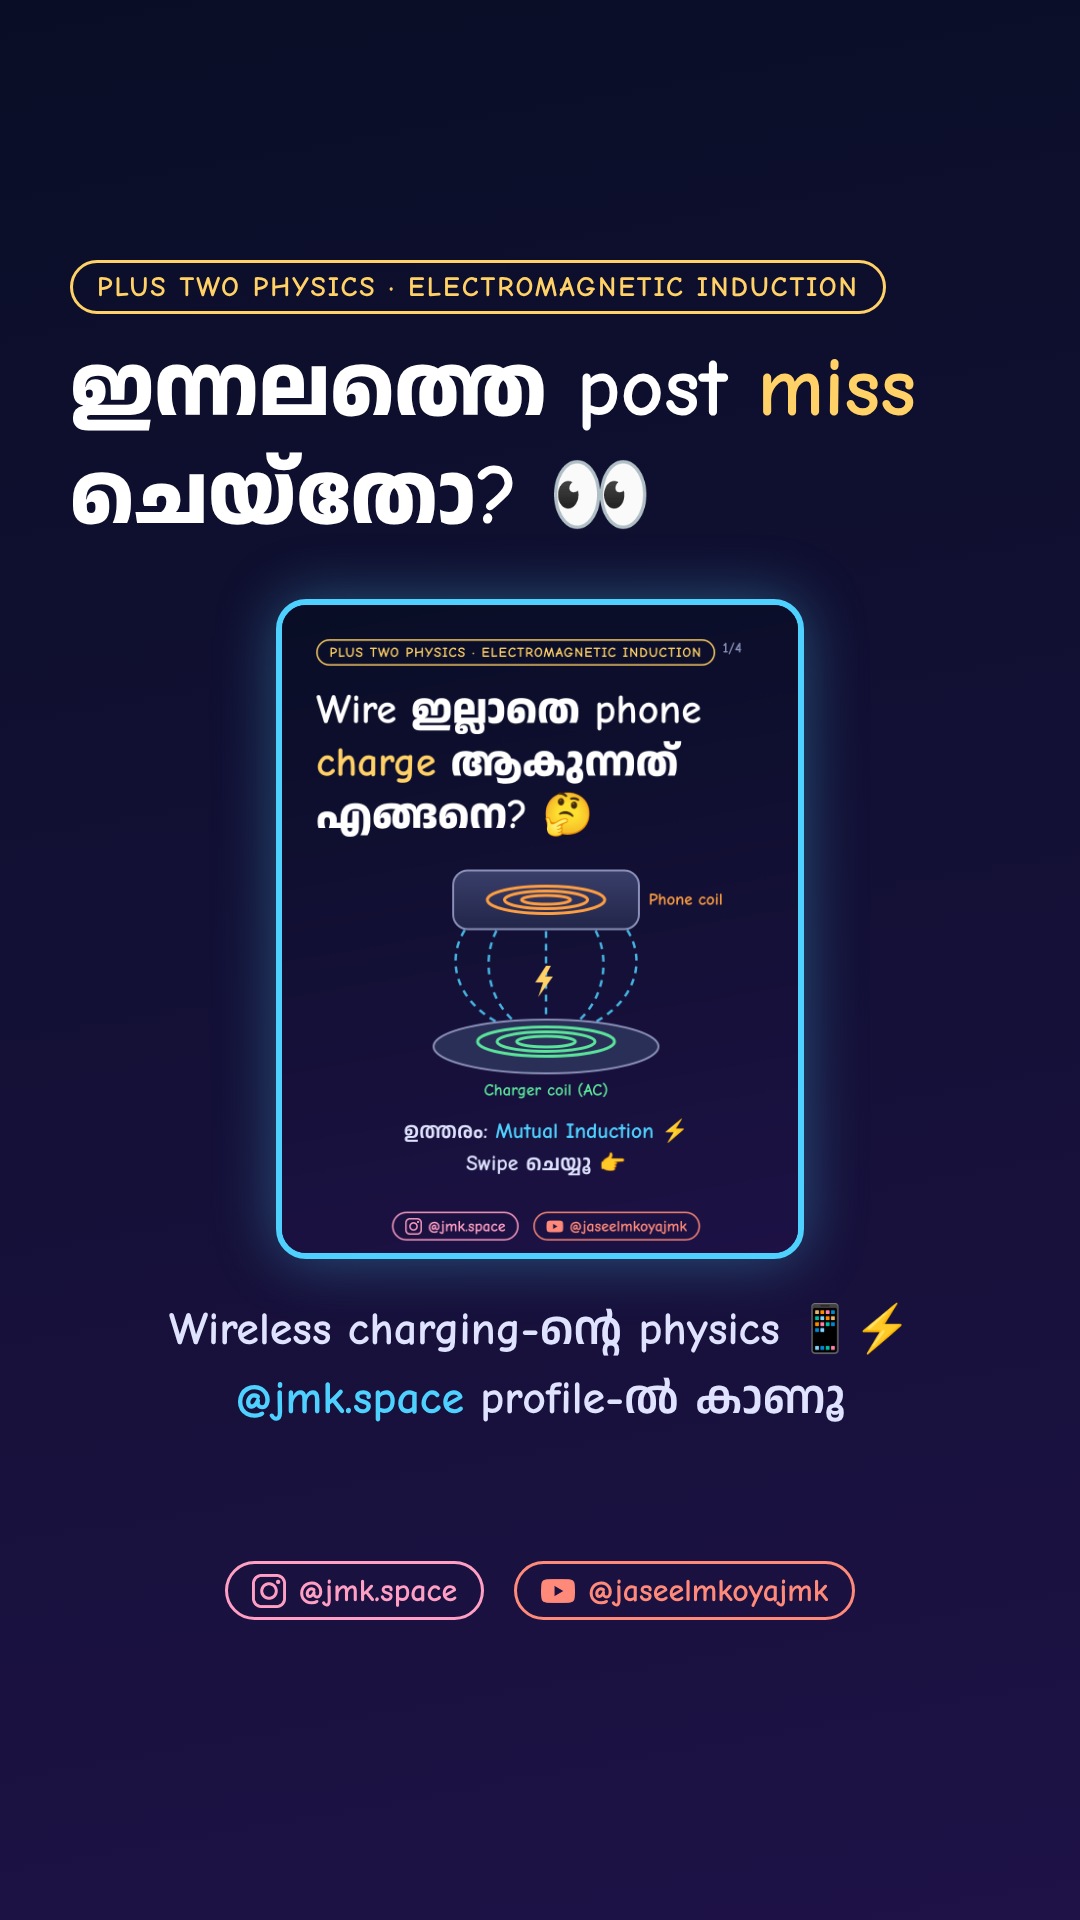 PLUS TWO PHYSICS · ELECTROMAGNETIC INDUCTION
ഇന്നലത്തെ post miss
ചെയ്തോ? 👀
PLUS TWO PHYSICS · ELECTROMAGNETIC INDUCTION 1/4
Wire ഇല്ലാതെ phone
charge ആകുന്നത്
എങ്ങനെ? 🤔
Phone coil
Charger coil (AC)
ഉത്തരം: Mutual Induction ⚡
Swipe ചെയ്യൂ 👉
@jmk.space @jaseelmkoyajmk
Wireless charging-ന്റെ physics 📱⚡
@jmk.space profile-ൽ കാണൂ
@jmk.space @jaseelmkoyajmk